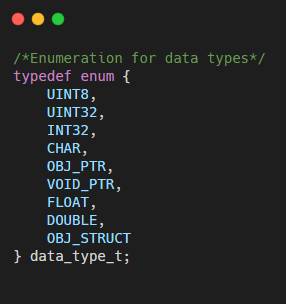 /*Enumeration for data types*/
typedef enum {
    UINT8,
    UINT32,
    INT32,
    CHAR,
    OBJ_PTR,
    VOID_PTR,
    FLOAT,
    DOUBLE,
    OBJ_STRUCT
} data_type_t;